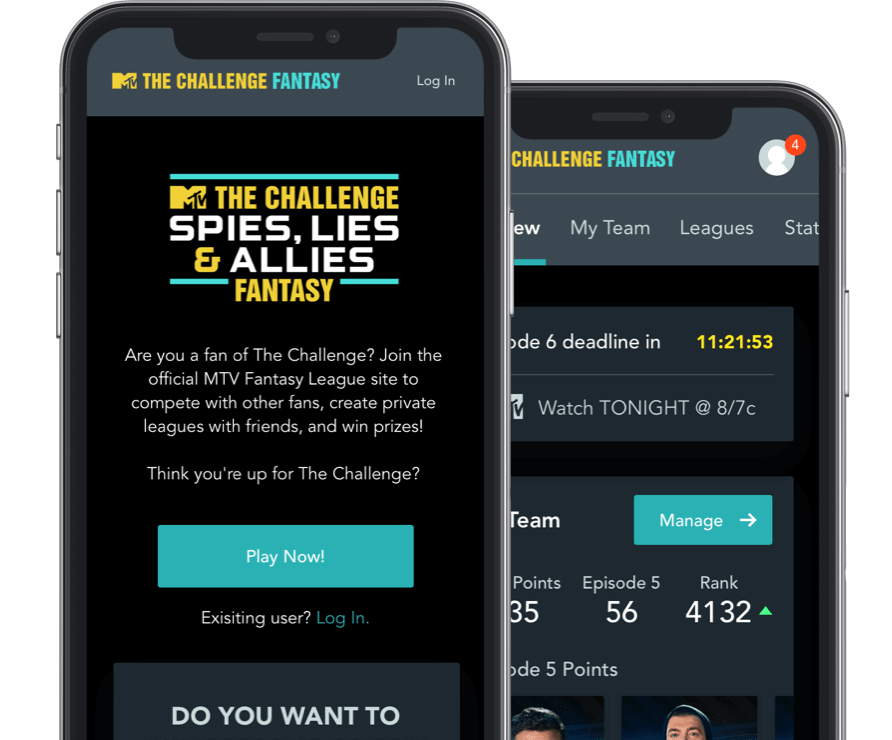 MTV THE CHALLENGE FANTASY
Log In
MTV THE CHALLENGE
SPIES, LIES
& ALLIES
FANTASY
Are you a fan of The Challenge? Join the
official MTV Fantasy League site to
compete with other fans, create private
leagues with friends, and win prizes!
Think you're up for The Challenge?
Play Now!
Exisiting user? Log In.
DO YOU WANT TO
CHALLENGE FANTASY
4
ew My Team Leagues Stat
ode 6 deadline in 11:21:53
Watch TONIGHT @ 8/7c
Team
Manage →
Points Episode 5 Rank
35 56 4132
ode 5 Points